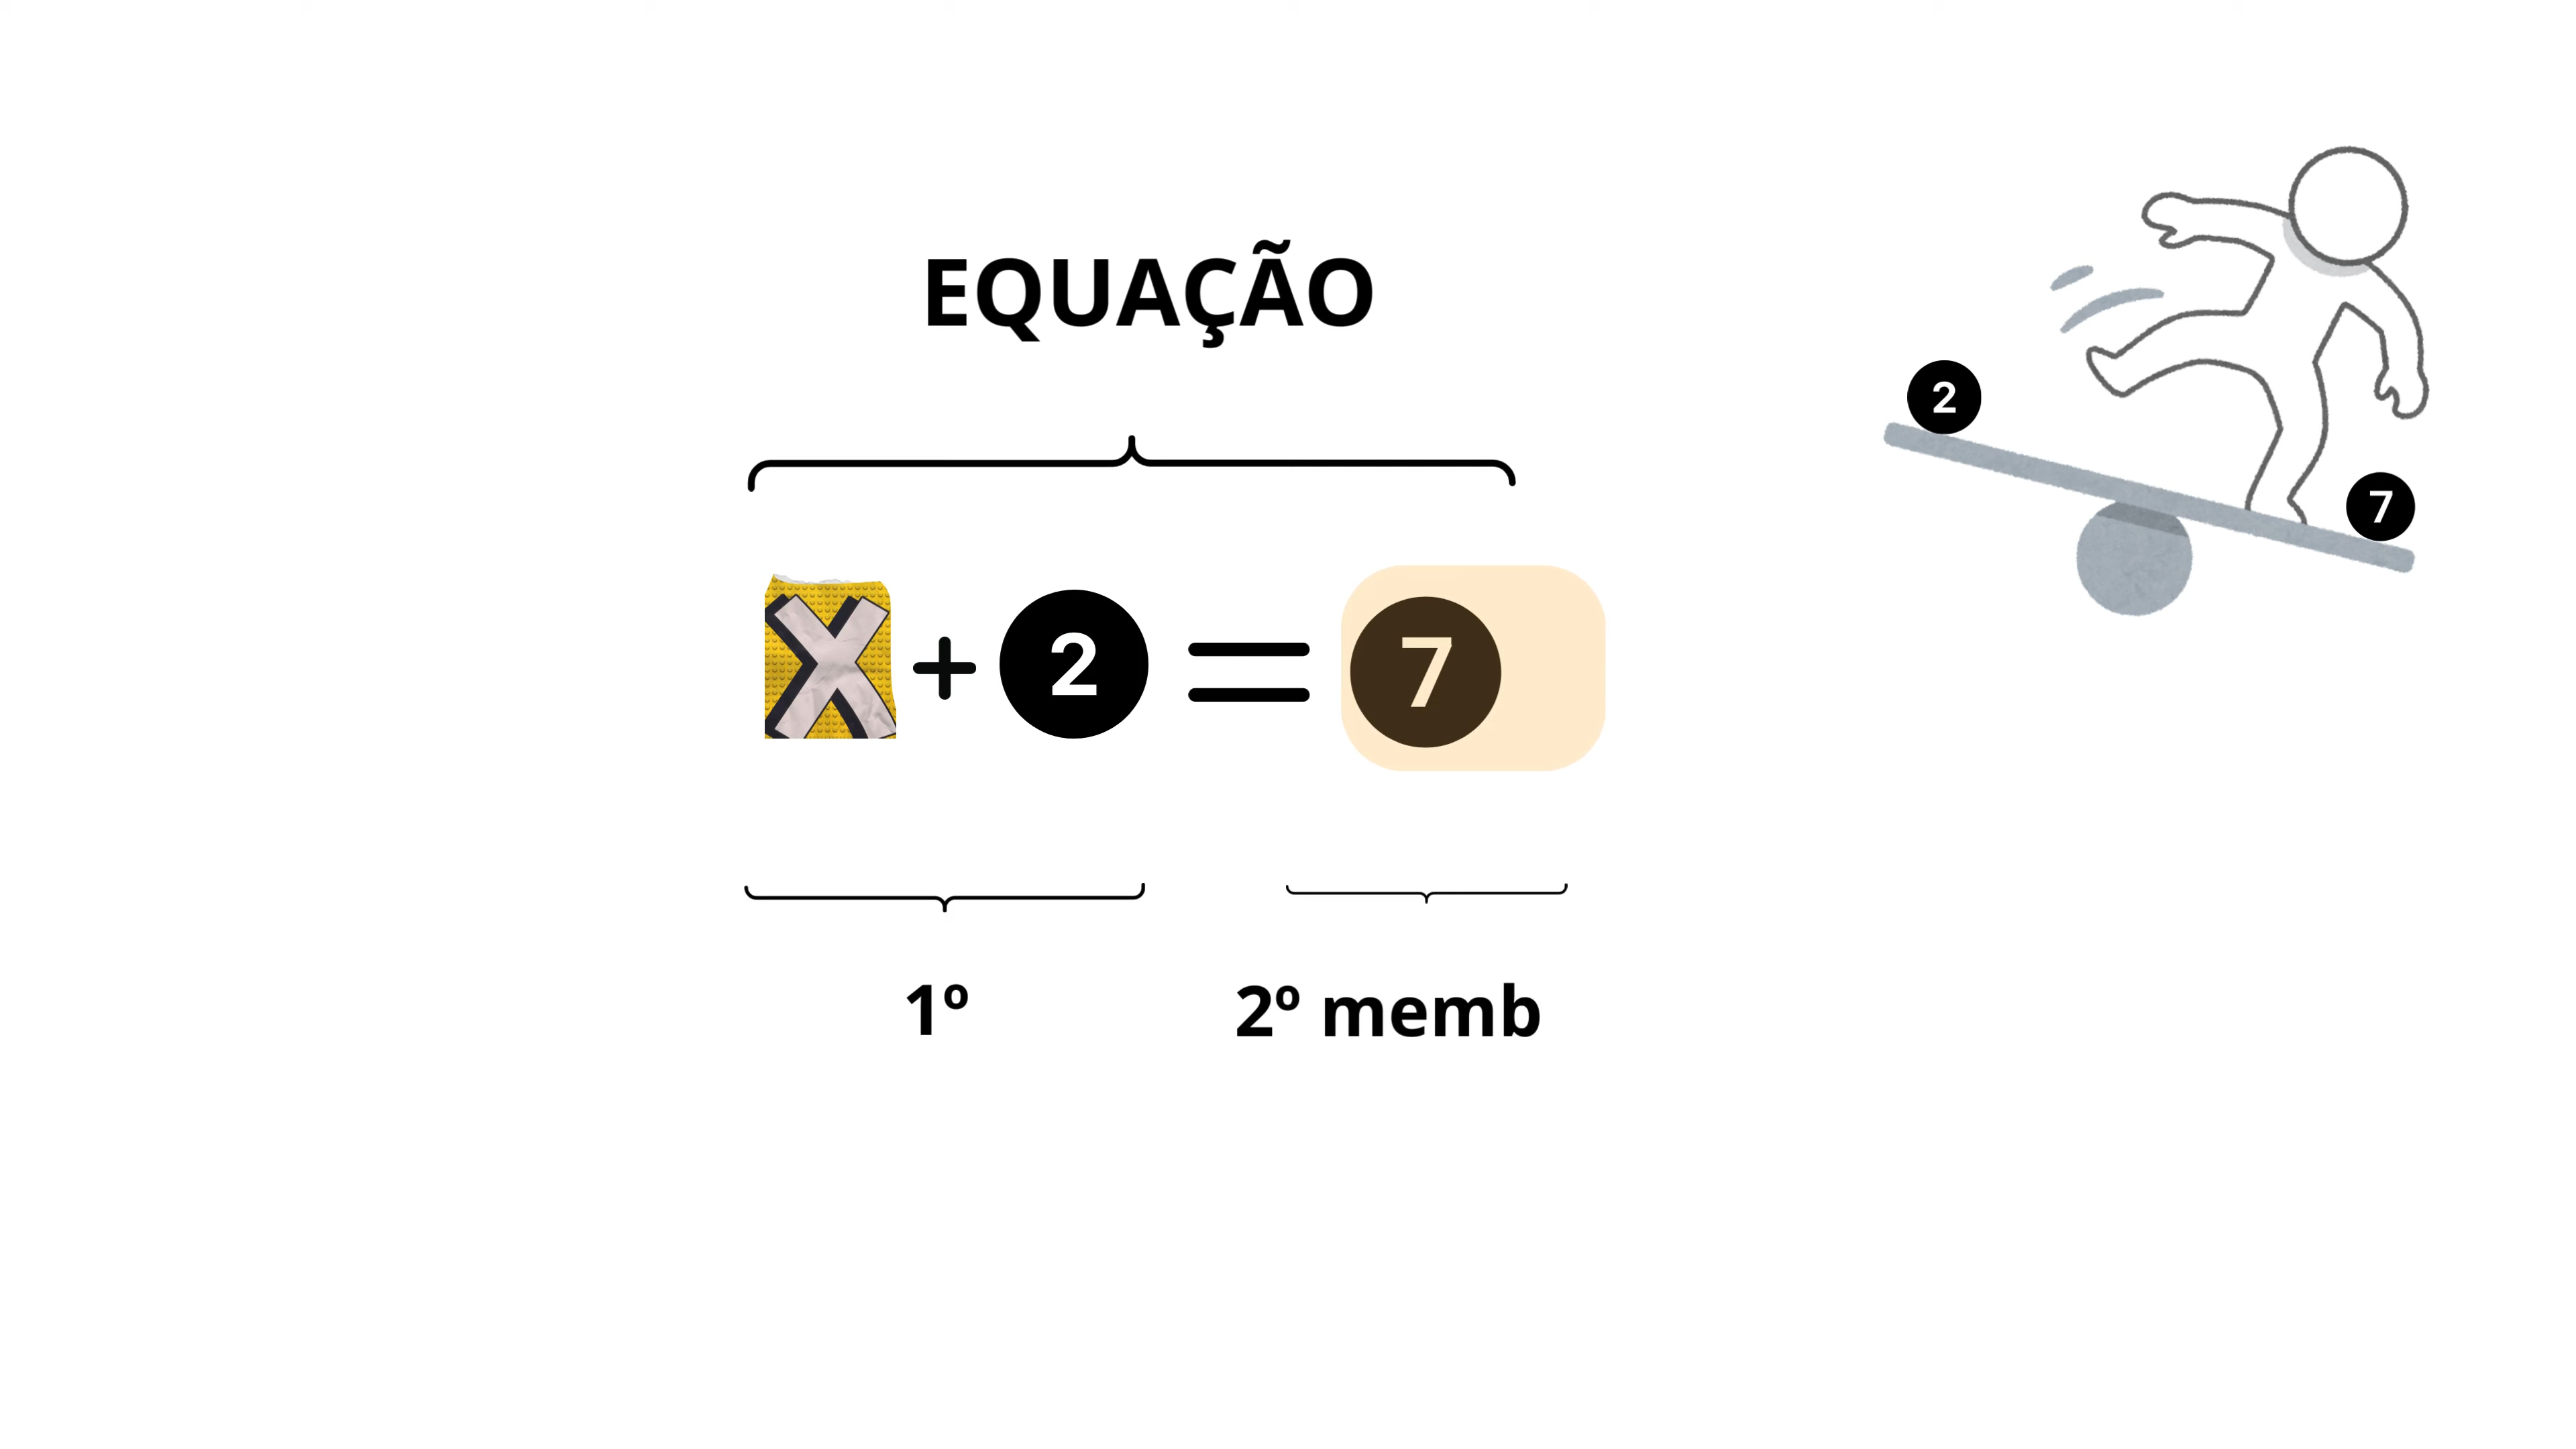 EQUAÇÃO
2
7
X + 2 = 7
1º
2º memb